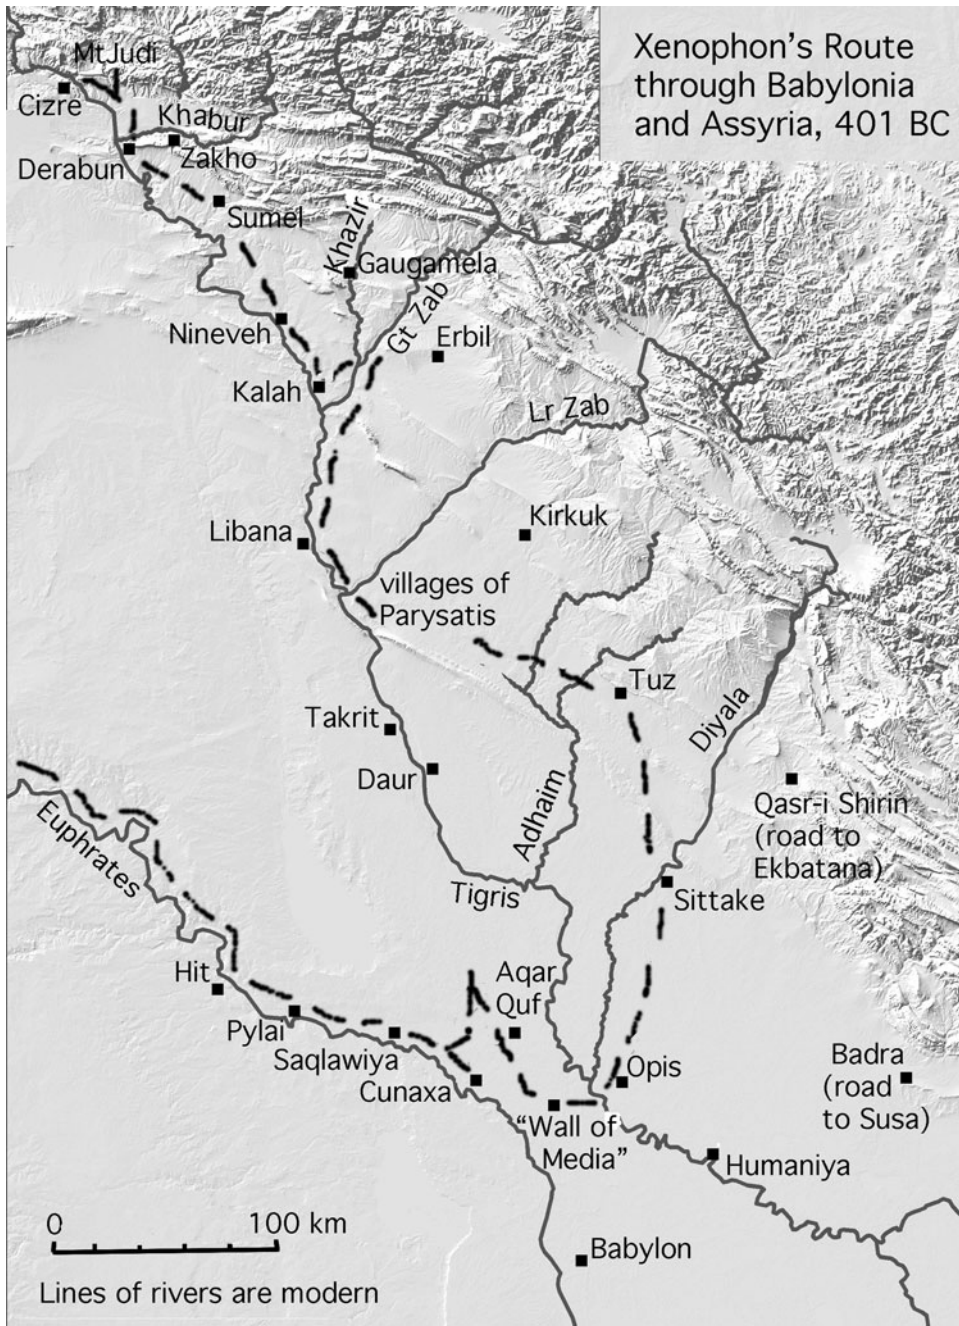 Xenophon's Route
through Babylonia
and Assyria, 401 BC
Mt Judi
Cizre
Khabur
Zakho
Derabun
Sumel
Khazir
Gaugamela
Gt Zab
Nineveh
Erbil
Kalah
Lr Zab
Libana
Kirkuk
villages of
Parysatis
Tuz
Diyala
Takrit
Daur
Adhaim
Qasr-i Shirin
(road to
Ekbatana)
Euphrates
Tigris
Sittake
Hit
Aqar
Quf
Pylai
Saqlawiya
Cunaxa
Opis
Badra
(road
to Susa)
"Wall of
Media"
Humaniya
0 100 km
Babylon
Lines of rivers are modern